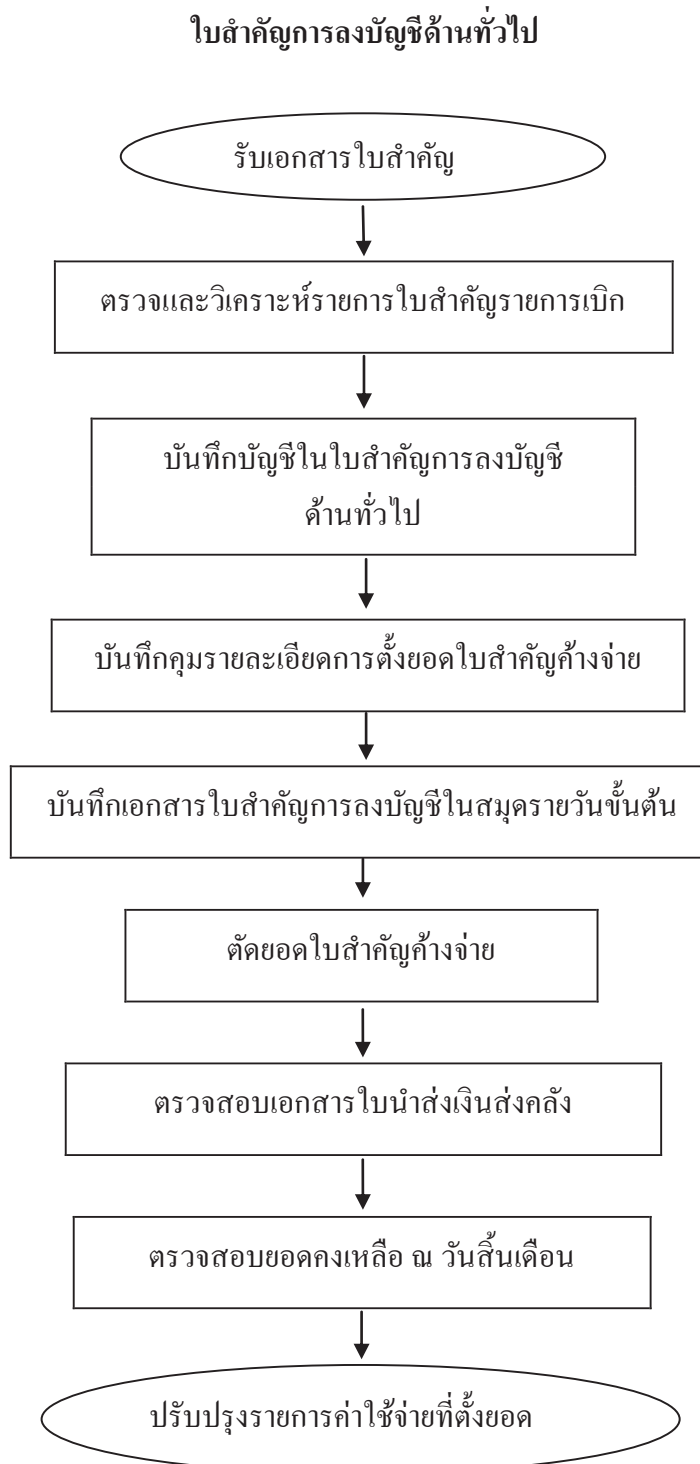 ใบสำคัญการลงบัญชีด้านทั่วไป
รับเอกสารใบสำคัญ
ตรวจและวิเคราะห์รายการใบสำคัญรายการเบิก
บันทึกบัญชีในใบสำคัญการลงบัญชี
ด้านทั่วไป
บันทึกคุมรายละเอียดการตั้งยอดใบสำคัญค้างจ่าย
บันทึกเอกสารใบสำคัญการลงบัญชีในสมุดรายวันขั้นต้น
ตัดยอดใบสำคัญค้างจ่าย
ตรวจสอบเอกสารใบนำส่งเงินส่งคลัง
ตรวจสอบยอดคงเหลือ ณ วันสิ้นเดือน
ปรับปรุงรายการค่าใช้จ่ายที่ตั้งยอด